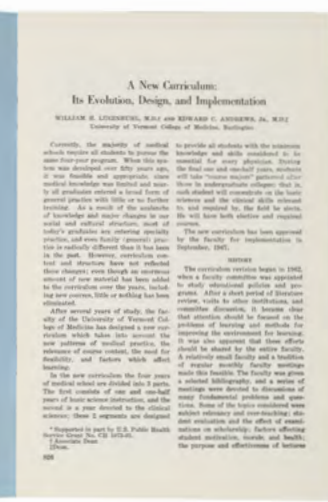 A New Curriculum:
Its Evolution, Design, and Implementation
WILLIAM H. LUGINBUHL, M.D.‡ AND EDWARD C. ANDREWS, JR., M.D.‡
University of Vermont College of Medicine, Burlington
Currently, the majority of medical
schools require all students to pursue the
same four-year program. When this sys-
tem was developed over fifty years ago,
it was feasible and appropriate, since
medical knowledge was limited and near-
ly all graduates entered a broad form of
general practice with little or no further
training. As a result of the avalanche
of knowledge and major changes in our
social and cultural structure, most of
today's graduates are entering specialty
practice, and even family (general) prac-
tice is radically different than it has been
in the past. However, curriculum con-
tent and structure have not reflected
these changes; even though an enormous
amount of new material has been added
to the curriculum over the years, includ-
ing new courses, little or nothing has been
eliminated.
After several years of study, the fac-
ulty of the University of Vermont Col-
lege of Medicine has designed a new cur-
riculum which takes into account the
new patterns of medical practice, the
relevance of course content, the need for
flexibility, and factors which affect
learning.
In the new curriculum the four years
of medical school are divided into 3 parts.
The first consists of one and one-half
years of basic science instruction, and the
second is a year devoted to the clinical
sciences; these 2 segments are designed
* Supported in part by U.S. Public Health
Service Grant No.
† Associate Dean
‡ Dean.
to provide all students with the minimum
knowledge and skills considered to be
essential for every physician. During
the final one and one-half years, students
will take "course majors" patterned after
those in undergraduate colleges; that is,
each student will concentrate on the basic
sciences and the clinical skills relevant
to, and required by, the field he elects.
He will have both elective and required
courses.
The new curriculum has been approved
by the faculty for implementation in
September, 1967.
HISTORY
The curriculum revision began in 1962,
when a faculty committee was appointed
to study educational policies and pro-
grams. After a short period of literature
review, visits to other institutions, and
committee discussion, it became clear
that attention should be focused on the
problems of learning and methods for
improving the environment for learning.
It was also apparent that these efforts
should be shared by the entire faculty.
A relatively small faculty and a tradition
of regular monthly faculty meetings
made this feasible. The faculty was given
a selected bibliography, and a series of
meetings were devoted to discussions of
many fundamental problems and ques-
tions. Some of the topics considered were
subject relevancy and over-teaching; stu-
dent evaluation and the effect of exami-
nations on scholarship; factors affecting
student motivation, morale, and health;
the purpose and effectiveness of lectures